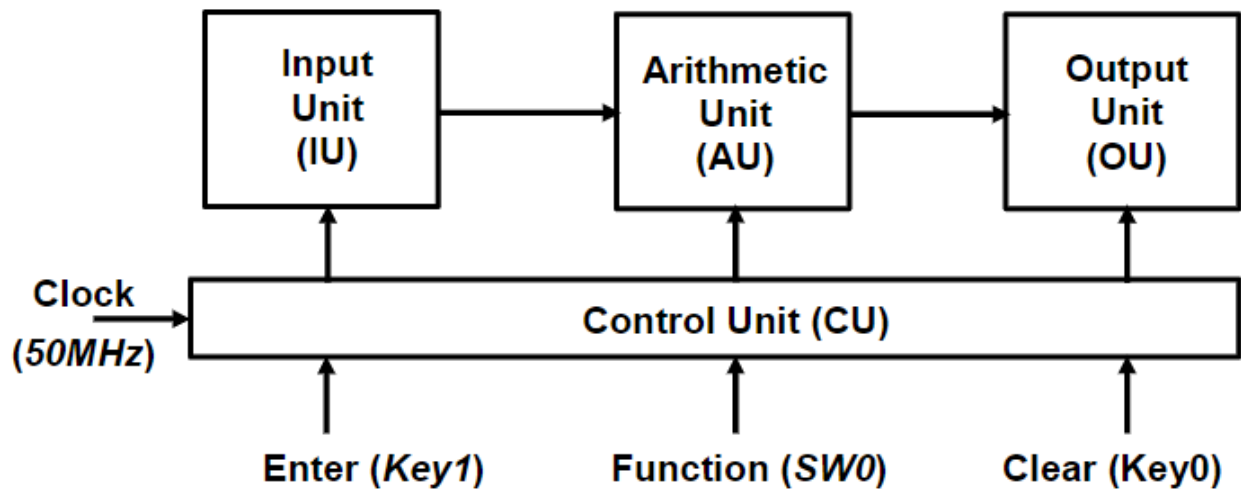 Input
Unit
(IU)
Arithmetic
Unit
(AU)
Output
Unit
(OU)
Clock
(50MHz)
Control Unit (CU)
Enter (Key1)
Function (SW0)
Clear (Key0)